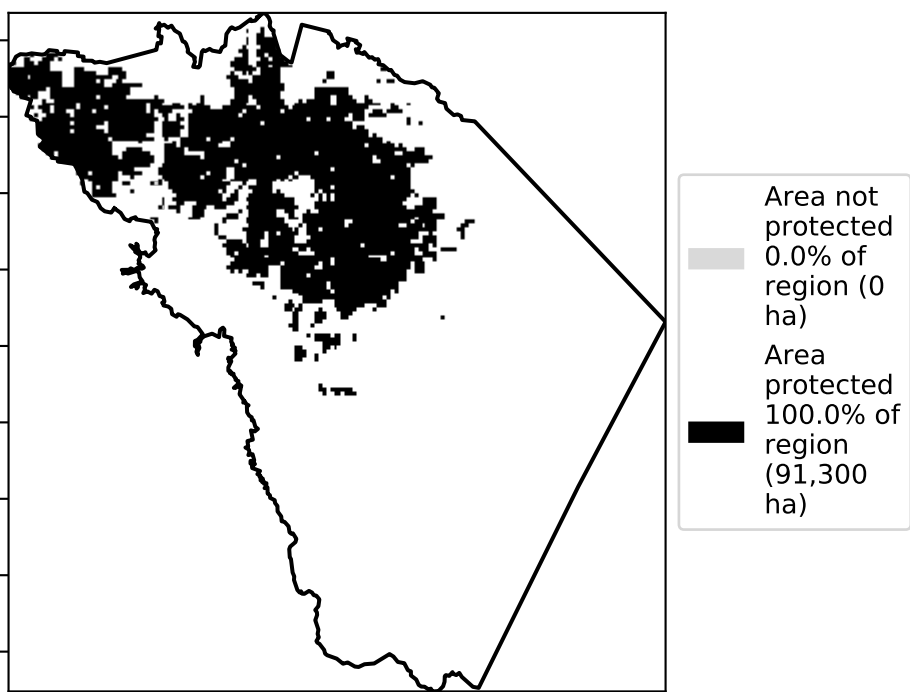 Area not
protected
0.0% of
region (0
ha)
Area
protected
100.0% of
region
(91,300
ha)